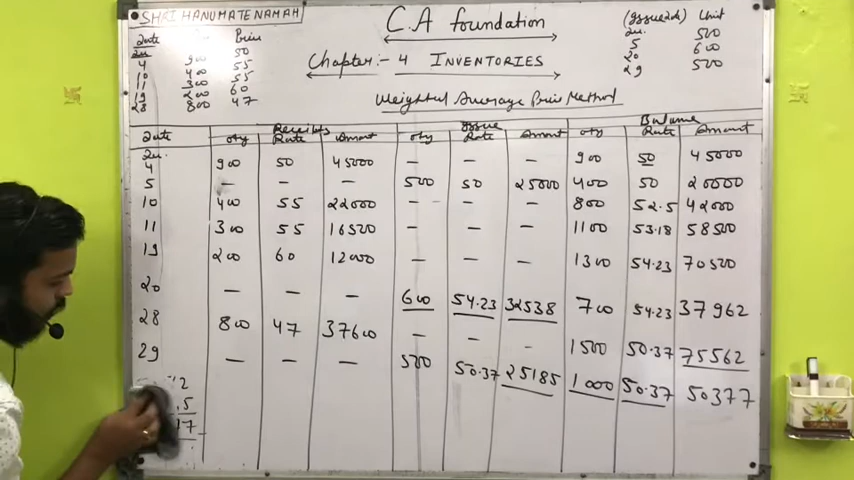 SHRI HANUMATE NAMAH
C.A foundation
(Issued) Unit
Date Price
Ju.
4 900 50
10 400 55
11 300 55
19 200 60
28 800 47
Ju.
5 500
20 600
29 500
Chapter:- 4 INVENTORIES
Weighted Average Price Method
Receipts Issue Balance
Date Qty Rate Amount Qty Rate Amount Qty Rate Amount
Ju.
4 900 50 45000 — — — 900 50 45000
5 — — — 500 50 25000 400 50 20000
10 400 55 22000 - - - 800 52.5 42000
11 300 55 16500 — — — 1100 53.18 58500
19 200 60 12000 — — — 1300 54.23 70500
20 — — — 600 54.23 32538 700 54.23 37962
28 800 47 37600 — - - 1500 50.37 75562
29 — — — 500 50.37 25185 1000 50.37 50377